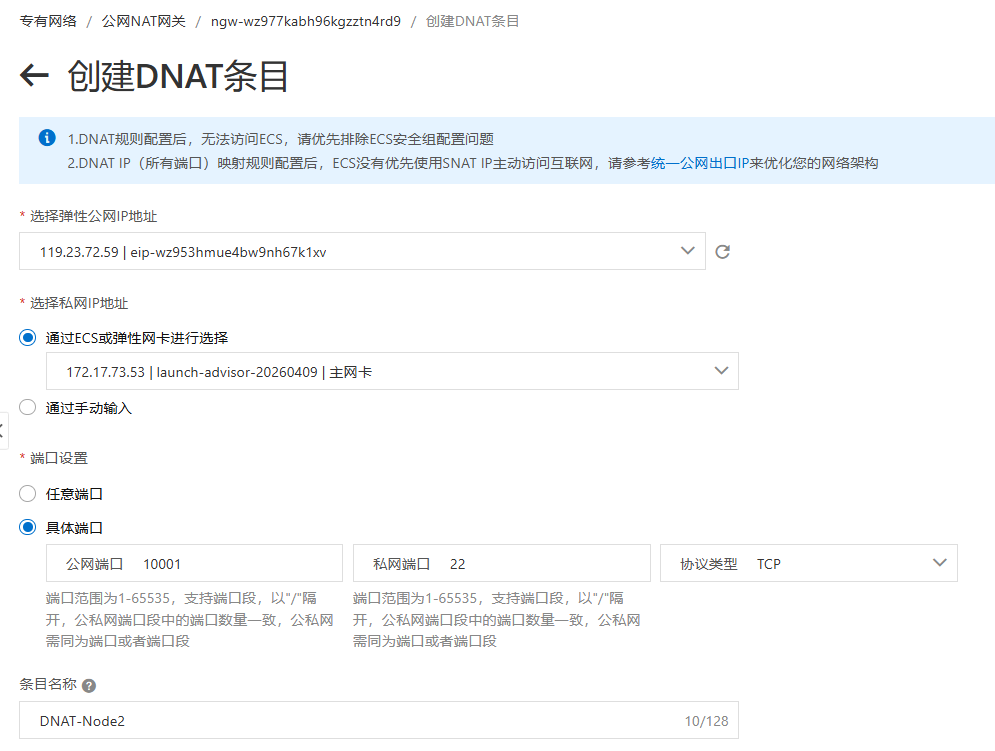 专有网络 / 公网NAT网关 / ngw-wz977kabh96kgzztn4rd9 / 创建DNAT条目
← 创建DNAT条目
1.DNAT规则配置后，无法访问ECS，请优先排除ECS安全组配置问题
2.DNAT IP（所有端口）映射规则配置后，ECS没有优先使用SNAT IP主动访问互联网，请参考统一公网出口IP来优化您的网络架构
* 选择弹性公网IP地址
119.23.72.59 | eip-wz953hmue4bw9nh67k1xv
* 选择私网IP地址
通过ECS或弹性网卡进行选择
172.17.73.53 | launch-advisor-20260409 | 主网卡
通过手动输入
* 端口设置
任意端口
具体端口
公网端口 10001 私网端口 22 协议类型 TCP
端口范围为1-65535，支持端口段，以"/"隔
开，公私网端口段中的端口数量一致，公私网
需同为端口或者端口段
端口范围为1-65535，支持端口段，以"/"隔
开，公私网端口段中的端口数量一致，公私网
需同为端口或者端口段
条目名称 ?
DNAT-Node2 10/128